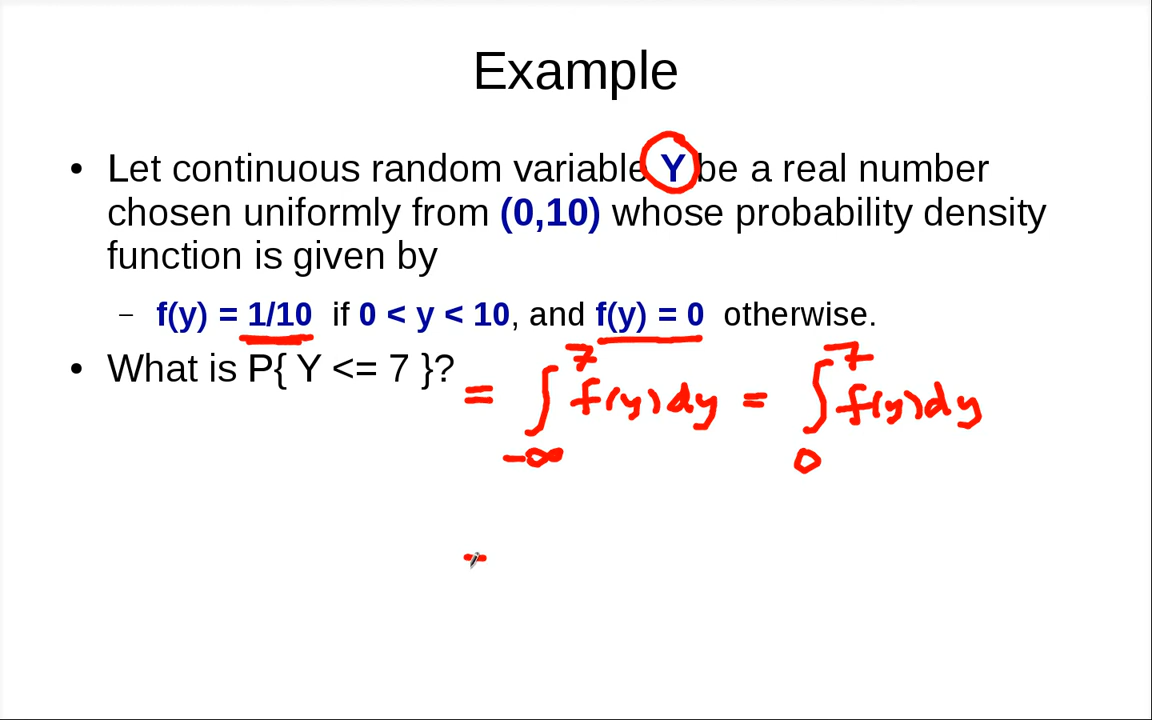 Example
• Let continuous random variable Y be a real number
chosen uniformly from (0,10) whose probability density
function is given by
– f(y) = 1/10 if 0 < y < 10, and f(y) = 0 otherwise.
• What is P{ Y <= 7 }?
= ∫_{-∞}^{7} f(y)dy = ∫_{0}^{7} f(y)dy